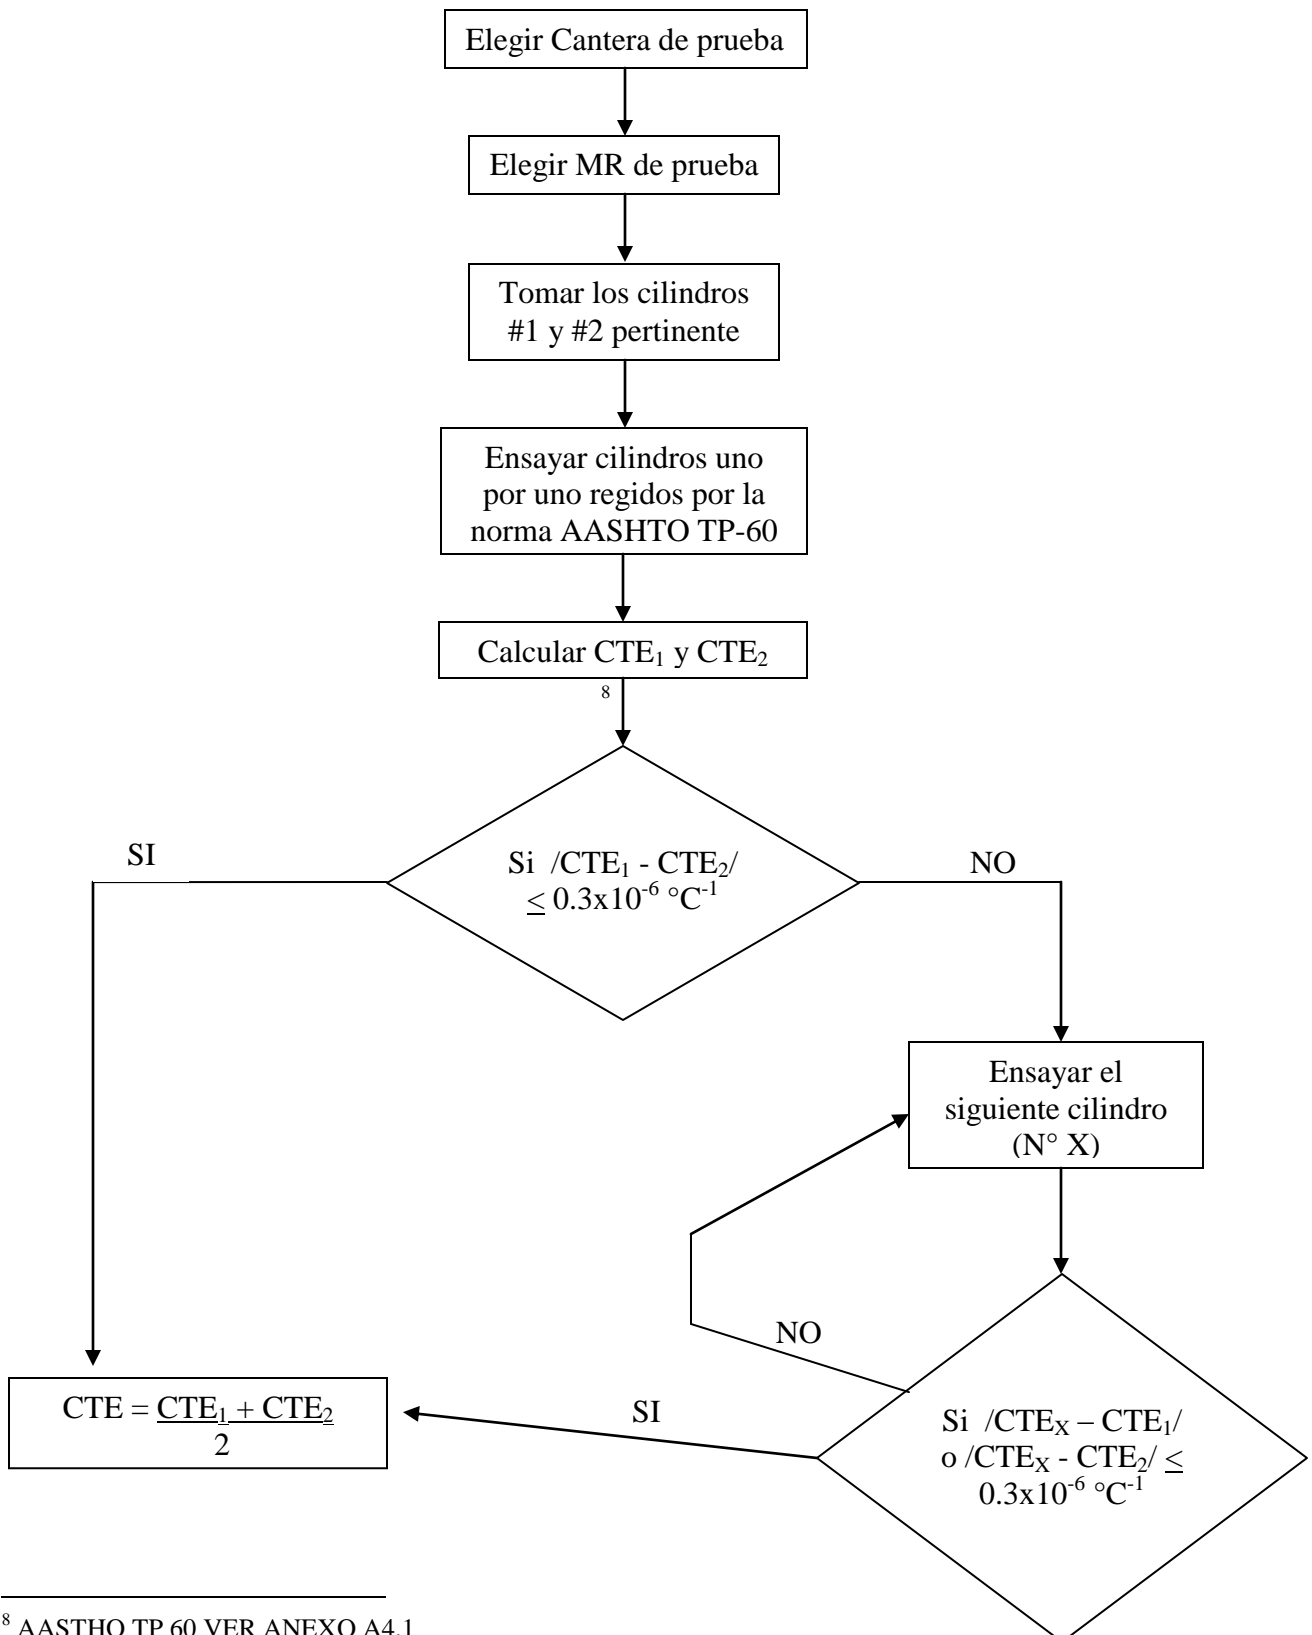 Elegir Cantera de prueba
Elegir MR de prueba
Tomar los cilindros
#1 y #2 pertinente
Ensayar cilindros uno
por uno regidos por la
norma AASHTO TP-60
Calcular CTE₁ y CTE₂
⁸
Si /CTE₁ - CTE₂/
≤ 0.3x10⁻⁶ °C⁻¹
SI
NO
Ensayar el
siguiente cilindro
(N° X)
NO
Si /CTEₓ – CTE₁/
o /CTEₓ - CTE₂/ ≤
0.3x10⁻⁶ °C⁻¹
SI
CTE = CTE₁ + CTE₂
2
⁸ AASTHO TP 60 VER ANEXO A4.1